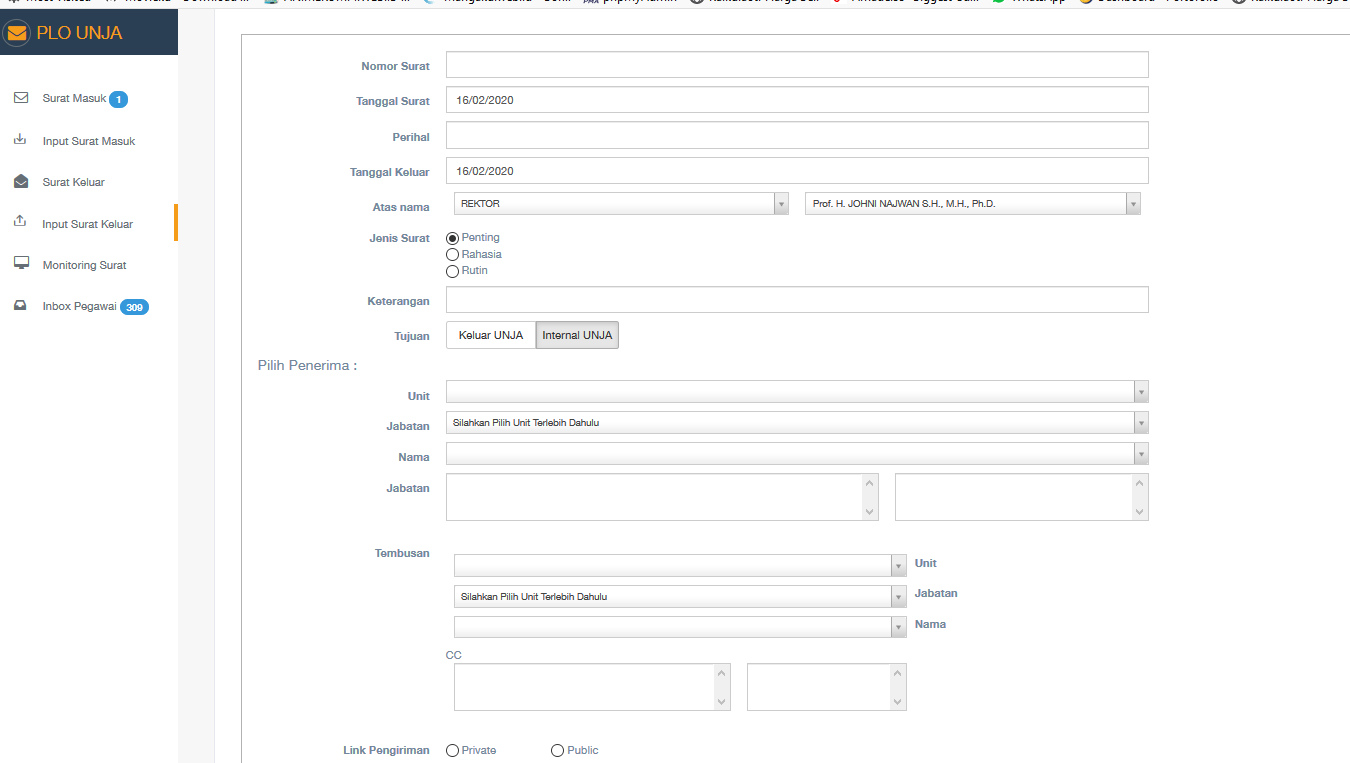 PLO UNJA
Surat Masuk 1
Input Surat Masuk
Surat Keluar
Input Surat Keluar
Monitoring Surat
Inbox Pegawai 309
Nomor Surat
Tanggal Surat 16/02/2020
Perihal
Tanggal Keluar 16/02/2020
Atas nama REKTOR Prof. H. JOHNI NAJWAN S.H., M.H., Ph.D.
Jenis Surat Penting
Rahasia
Rutin
Keterangan
Tujuan Keluar UNJA Internal UNJA
Pilih Penerima :
Unit
Jabatan Silahkan Pilih Unit Terlebih Dahulu
Nama
Jabatan
Tembusan
Unit
Silahkan Pilih Unit Terlebih Dahulu Jabatan
Nama
CC
Link Pengiriman Private Public